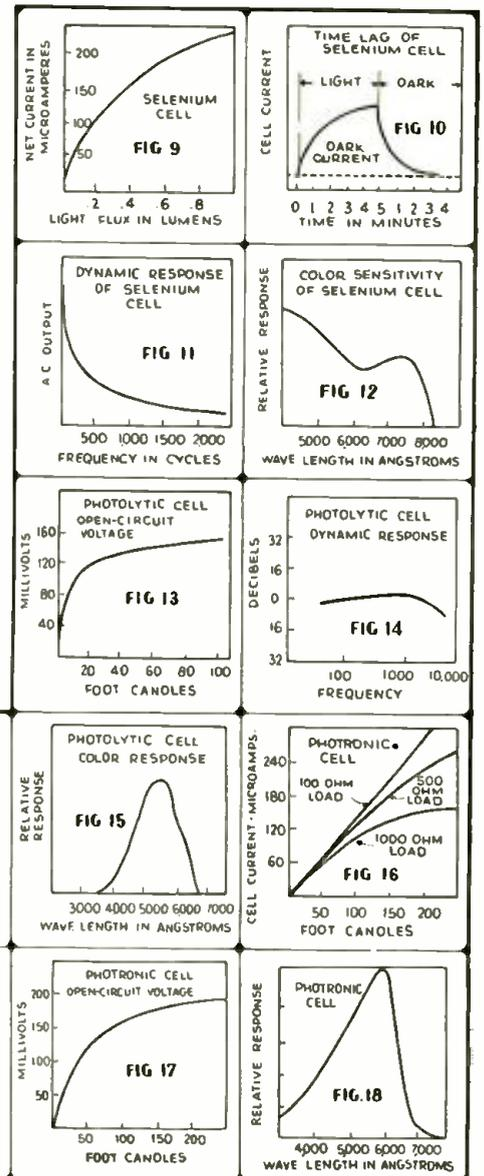 NET CURRENT IN
MICROAMPERES
200
150
100
50
SELENIUM
CELL
FIG 9
.2 .4 .6 .8
LIGHT FLUX IN LUMENS
TIME LAG OF
SELENIUM CELL
CELL CURRENT
LIGHT DARK
FIG 10
DARK
CURRENT
0 1 2 3 4 5 1 2 3 4
TIME IN MINUTES
DYNAMIC RESPONSE
OF SELENIUM
CELL
A C OUTPUT
FIG 11
500 1000 1500 2000
FREQUENCY IN CYCLES
COLOR SENSITIVITY
OF SELENIUM CELL
RELATIVE RESPONSE
FIG 12
5000 6000 7000 8000
WAVE LENGTH IN ANGSTROMS
PHOTOLYTIC CELL
OPEN-CIRCUIT
VOLTAGE
MILLIVOLTS
160
120
80
40
FIG 13
20 40 60 80 100
FOOT CANDLES
PHOTOLYTIC CELL
DYNAMIC RESPONSE
DECIBELS
32
16
0
16
32
FIG 14
100 1000 10,000
FREQUENCY
PHOTOLYTIC CELL
COLOR RESPONSE
RELATIVE
RESPONSE
FIG 15
3000 4000 5000 6000 7000
WAVE LENGTH IN ANGSTROMS
CELL CURRENT-MICROAMPS.
240
180
120
60
PHOTRONIC
CELL
100 OHM
LOAD
500
OHM
LOAD
1000 OHM
LOAD
FIG 16
50 100 150 200
FOOT CANDLES
PHOTRONIC CELL
OPEN-CIRCUIT VOLTAGE
MILLIVOLTS
200
150
100
50
FIG 17
50 100 150 200
FOOT CANDLES
PHOTRONIC
CELL
RELATIVE RESPONSE
FIG.18
4000 5000 6000 7000
WAVE LENGTH IN ANGSTROMS